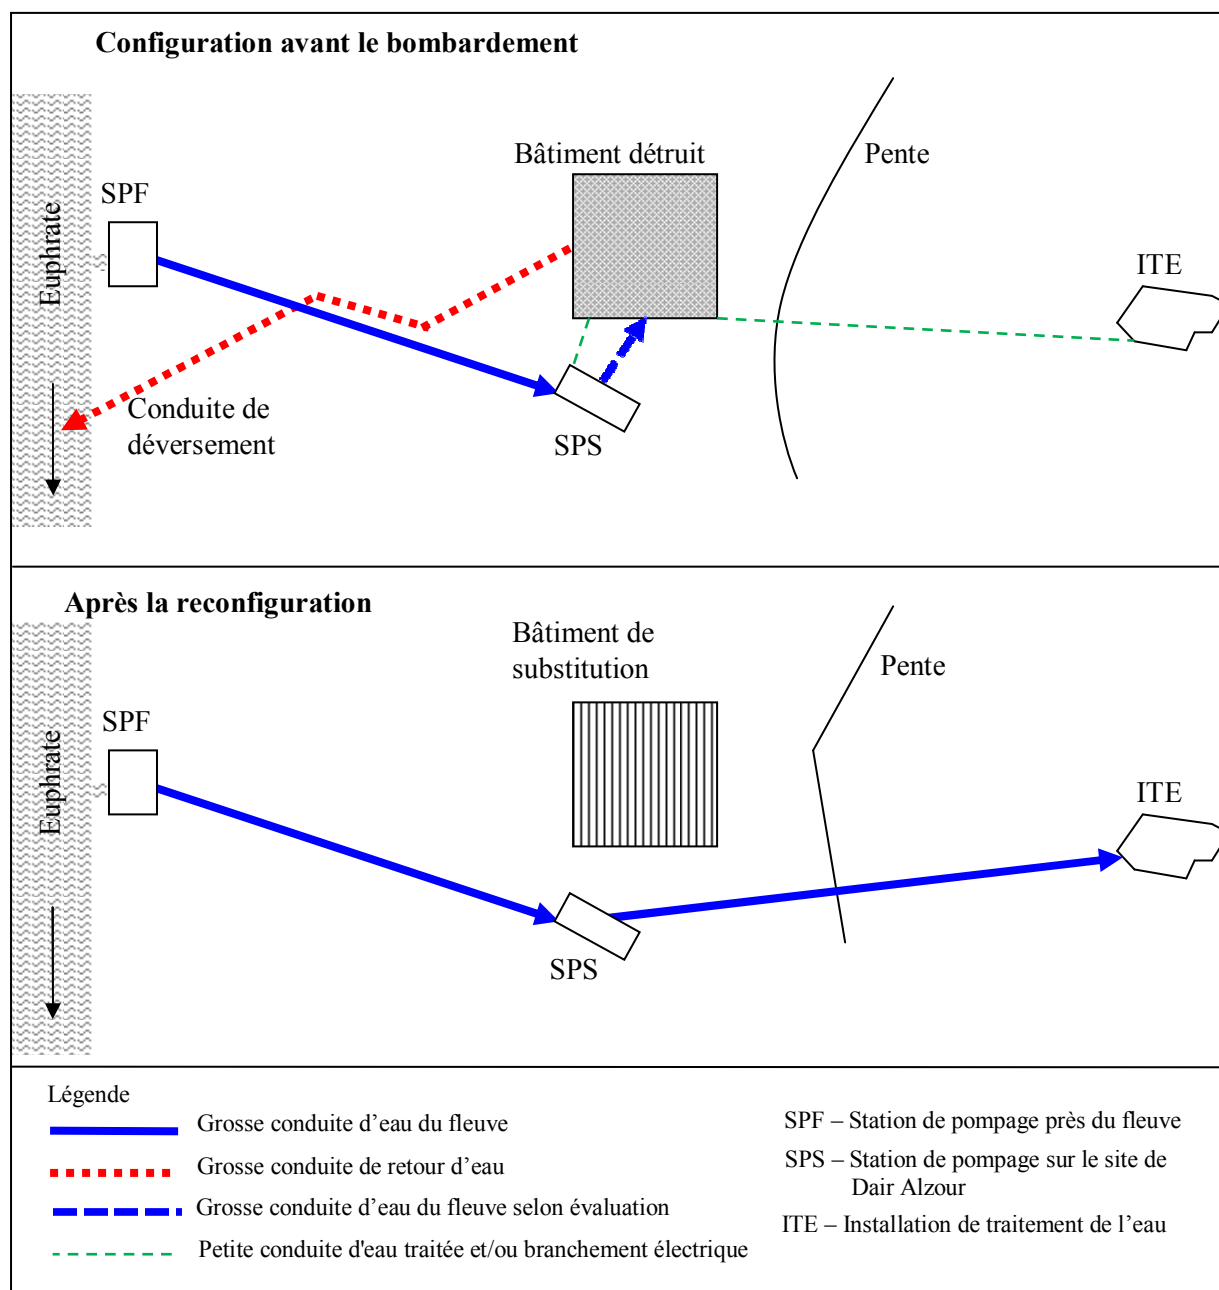 Configuration avant le bombardement
Bâtiment détruit
Pente
SPF
Euphrate
ITE
Conduite de
déversement
SPS
Après la reconfiguration
Bâtiment de
substitution
Pente
SPF
Euphrate
ITE
SPS
Légende
Grosse conduite d’eau du fleuve
Grosse conduite de retour d’eau
Grosse conduite d’eau du fleuve selon évaluation
Petite conduite d'eau traitée et/ou branchement électrique
SPF – Station de pompage près du fleuve
SPS – Station de pompage sur le site de
Dair Alzour
ITE – Installation de traitement de l’eau